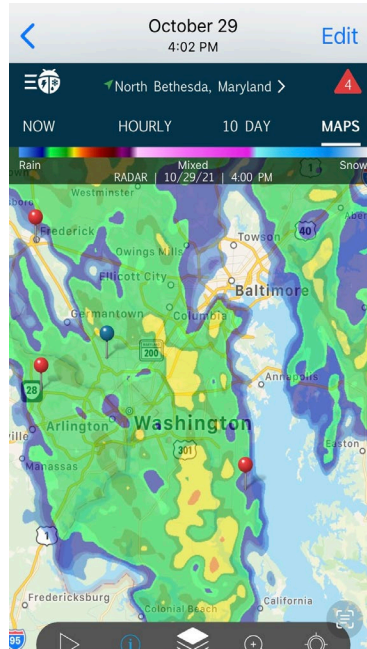 October 29
4:02 PM
Edit
North Bethesda, Maryland
4
NOW HOURLY 10 DAY MAPS
Rain Mixed Snow
RADAR | 10/29/21 | 4:00 PM
1
Westminster
40
Frederick
Towson
Owings Mills
Ellicott City
Baltimore
Germantown
Columbia
200
28
Annapolis
Arlington
Washington
301
Easton
Manassas
1
Fredericksburg
California
Colonial Beach
95